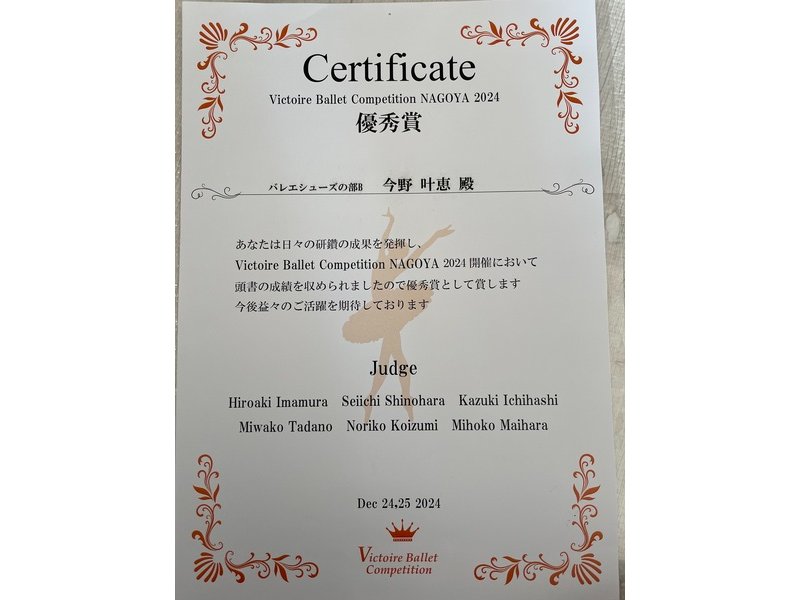 Certificate
Victoire Ballet Competition NAGOYA 2024
優秀賞
バレエシューズの部B 今野 叶恵 殿
あなたは日々の研鑽の成果を発揮し、
Victoire Ballet Competition NAGOYA 2024 開催において
頭書の成績を収められましたので優秀賞として賞します
今後益々のご活躍を期待しております
Judge
Hiroaki Imamura Seiichi Shinohara Kazuki Ichihashi
Miwako Tadano Noriko Koizumi Mihoko Maihara
Dec 24,25 2024
Victoire Ballet
Competition